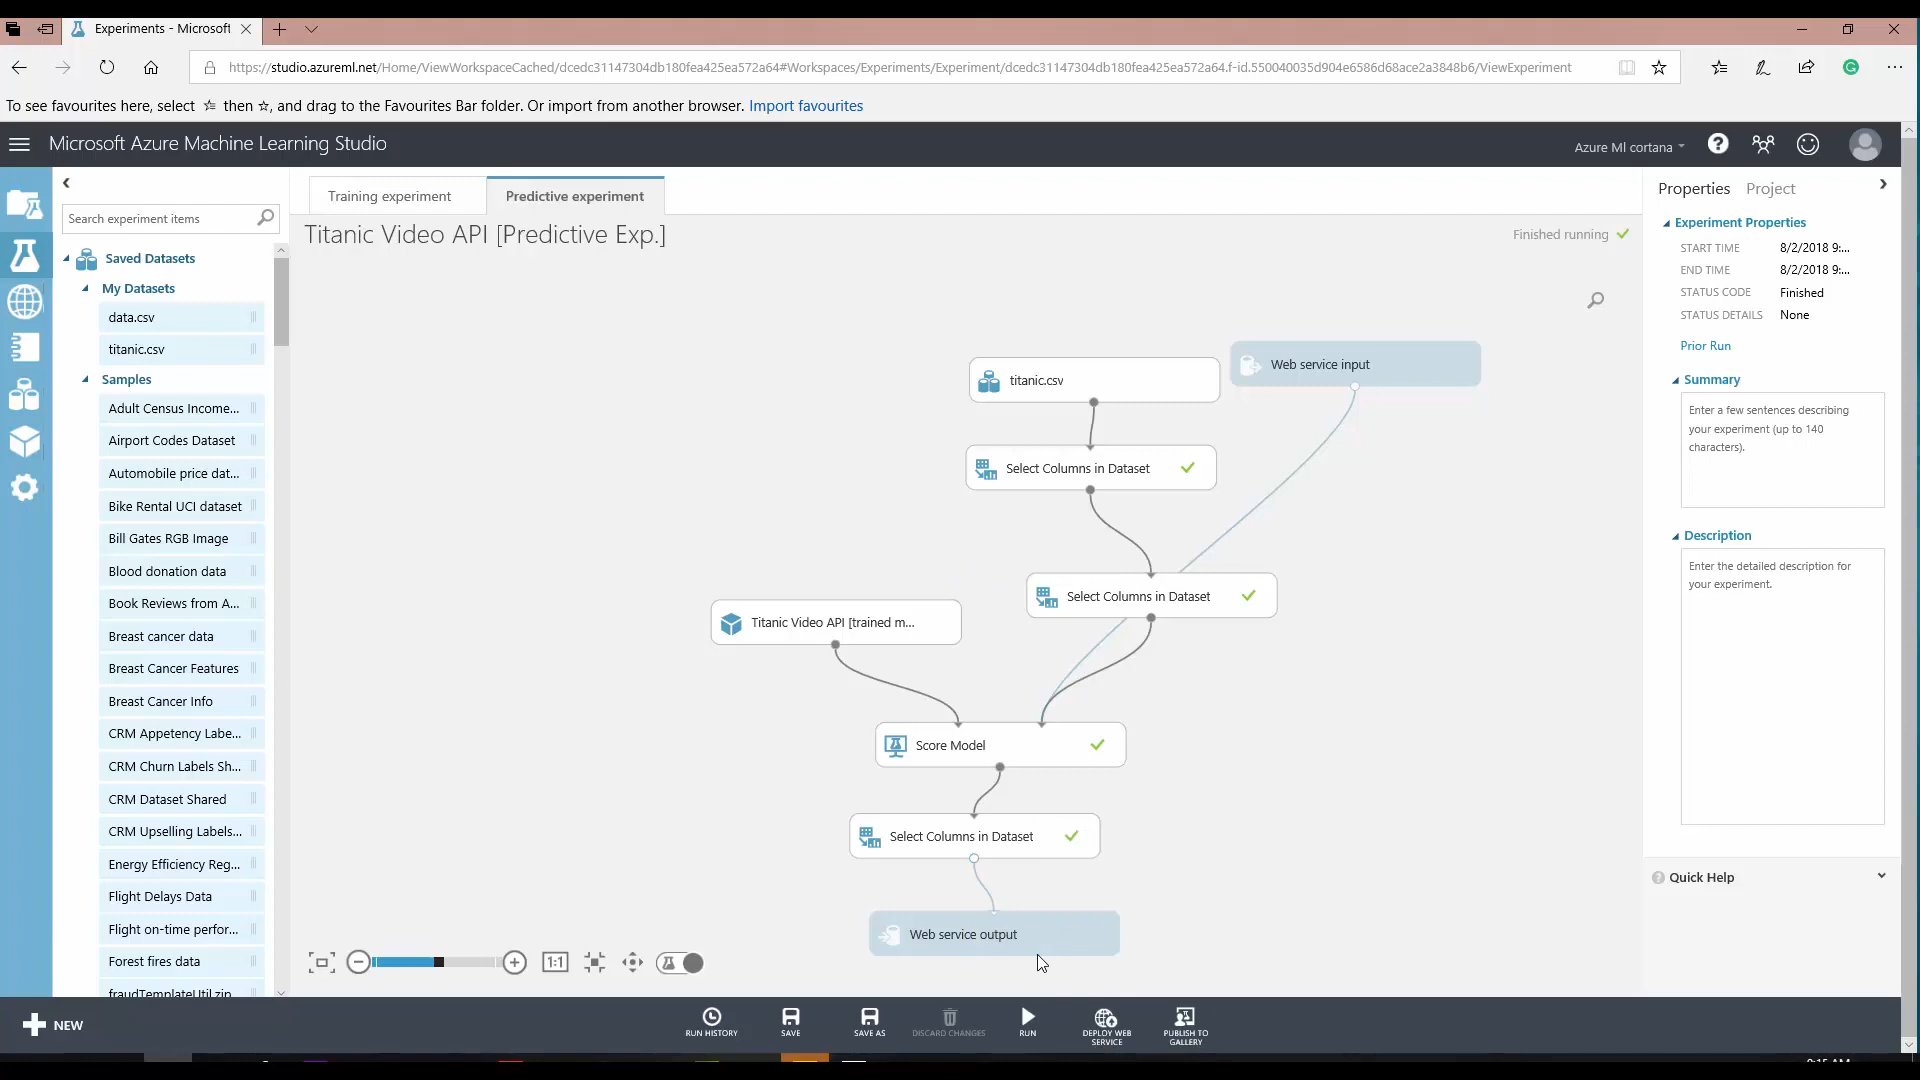 Experiments - Microsoft
https://studio.azureml.net/Home/ViewWorkspaceCached/dcedc31147304db180fea425ea572a64#Workspaces/Experiments/Experiment/dcedc31147304db180fea425ea572a64.f-id.550040035d904e6586d68ace2a3848b6/ViewExperiment
To see favourites here, select then , and drag to the Favourites Bar folder. Or import from another browser. Import favourites
Microsoft Azure Machine Learning Studio
Azure Ml cortana
Search experiment items
Saved Datasets
My Datasets
data.csv
titanic.csv
Samples
Adult Census Income...
Airport Codes Dataset
Automobile price dat...
Bike Rental UCI dataset
Bill Gates RGB Image
Blood donation data
Book Reviews from A...
Breast cancer data
Breast Cancer Features
Breast Cancer Info
CRM Appetency Labe...
CRM Churn Labels Sh...
CRM Dataset Shared
CRM Upselling Labels...
Energy Efficiency Reg...
Flight Delays Data
Flight on-time perfor...
Forest fires data
fraudTemplateUtil.zip
Training experiment
Predictive experiment
Titanic Video API [Predictive Exp.]
Finished running
titanic.csv
Web service input
Select Columns in Dataset
Select Columns in Dataset
Titanic Video API [trained m...
Score Model
Select Columns in Dataset
Web service output
1:1
Properties Project
Experiment Properties
START TIME 8/2/2018 9:...
END TIME 8/2/2018 9:...
STATUS CODE Finished
STATUS DETAILS None
Prior Run
Summary
Enter a few sentences describing
your experiment (up to 140
characters).
Description
Enter the detailed description for
your experiment.
Quick Help
NEW
RUN HISTORY
SAVE
SAVE AS
DISCARD CHANGES
RUN
DEPLOY WEB
SERVICE
PUBLISH TO
GALLERY